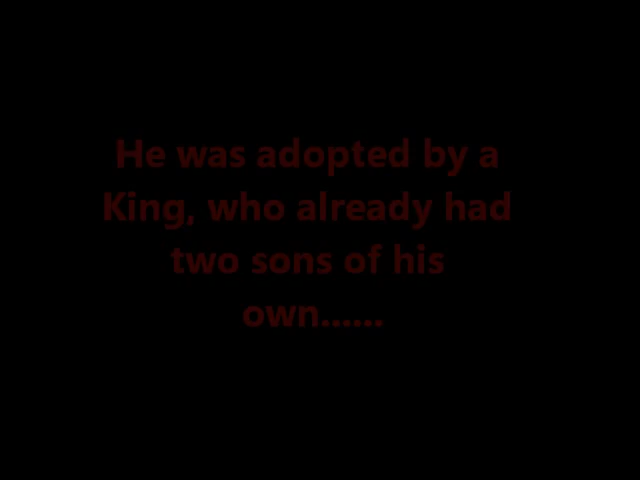 He was adopted by a
King, who already had
two sons of his
own......